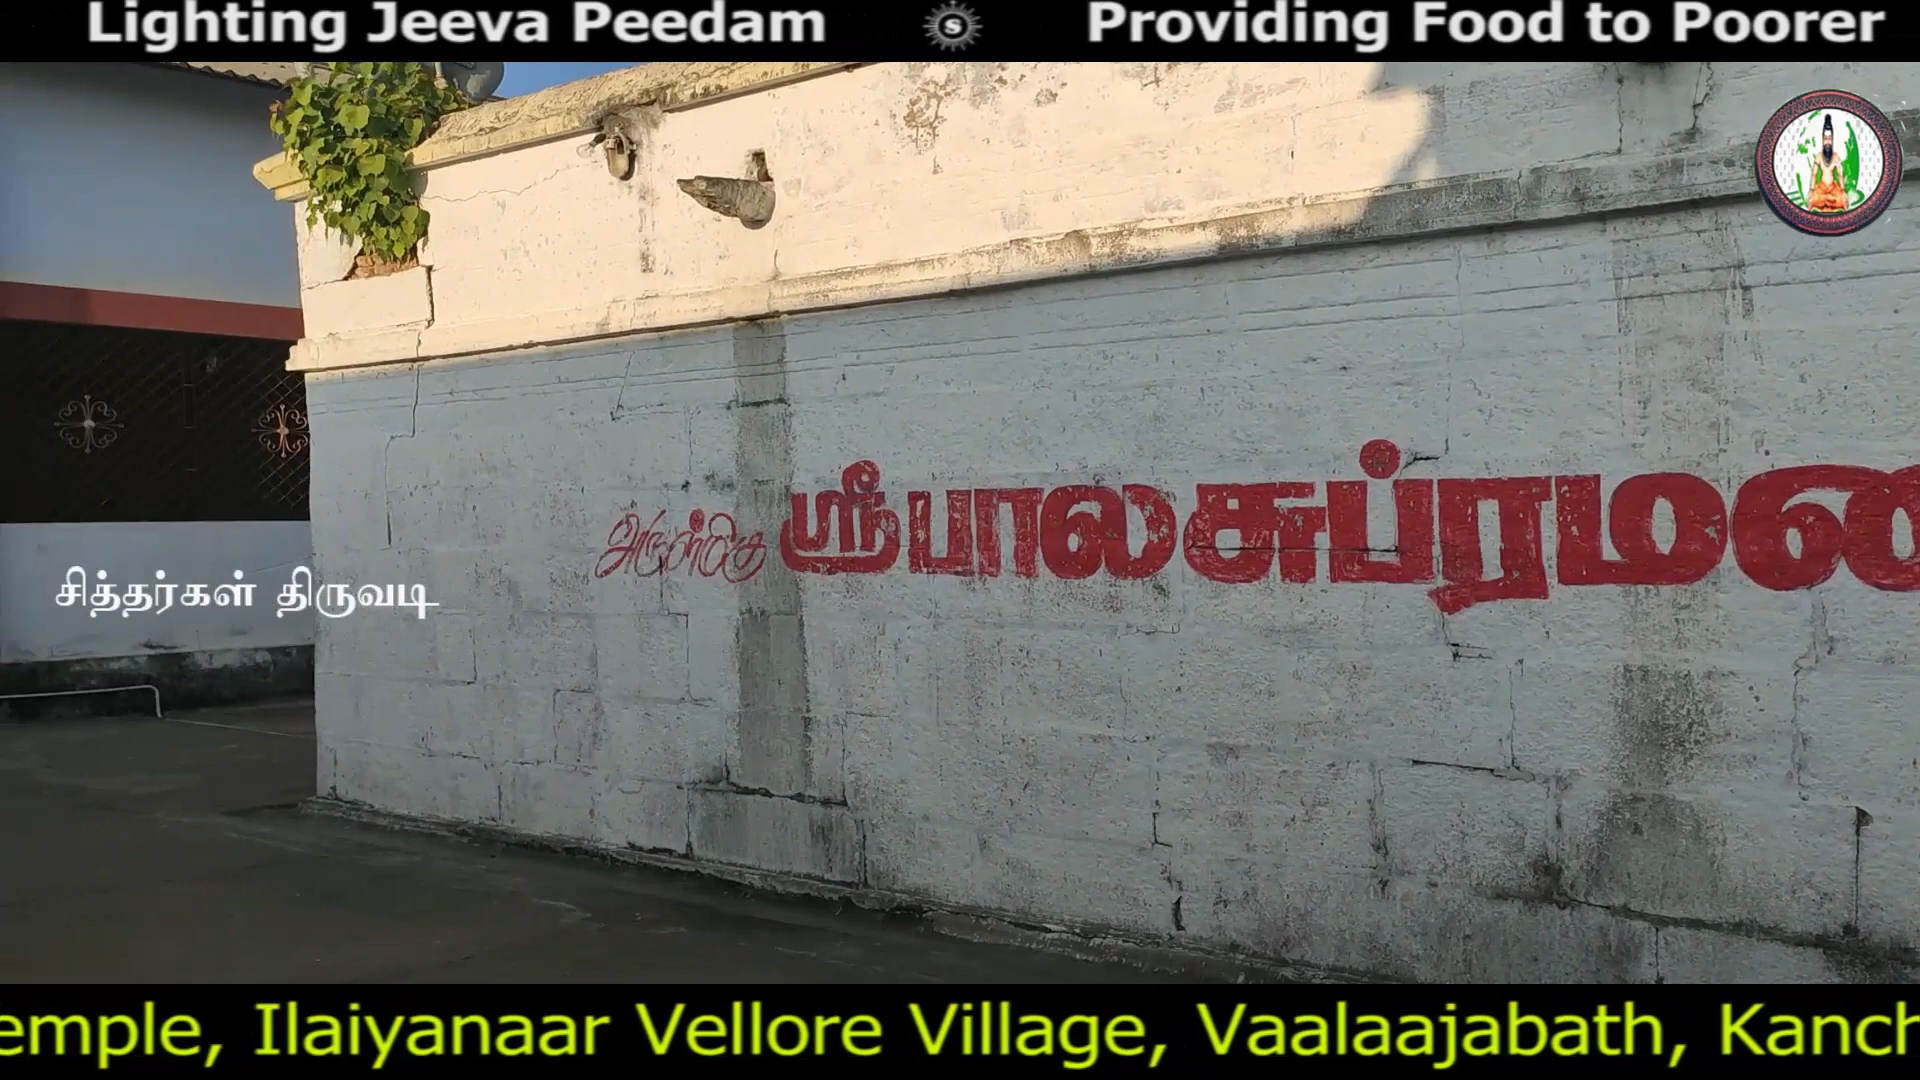 Lighting Jeeva Peedam S Providing Food to Poorer
அருள்மிகு ஸ்ரீ பாலசுப்ரமண
சித்தர்கள் திருவடி
emple, Ilaiyanaar Vellore Village, Vaalaajabath, Kanch